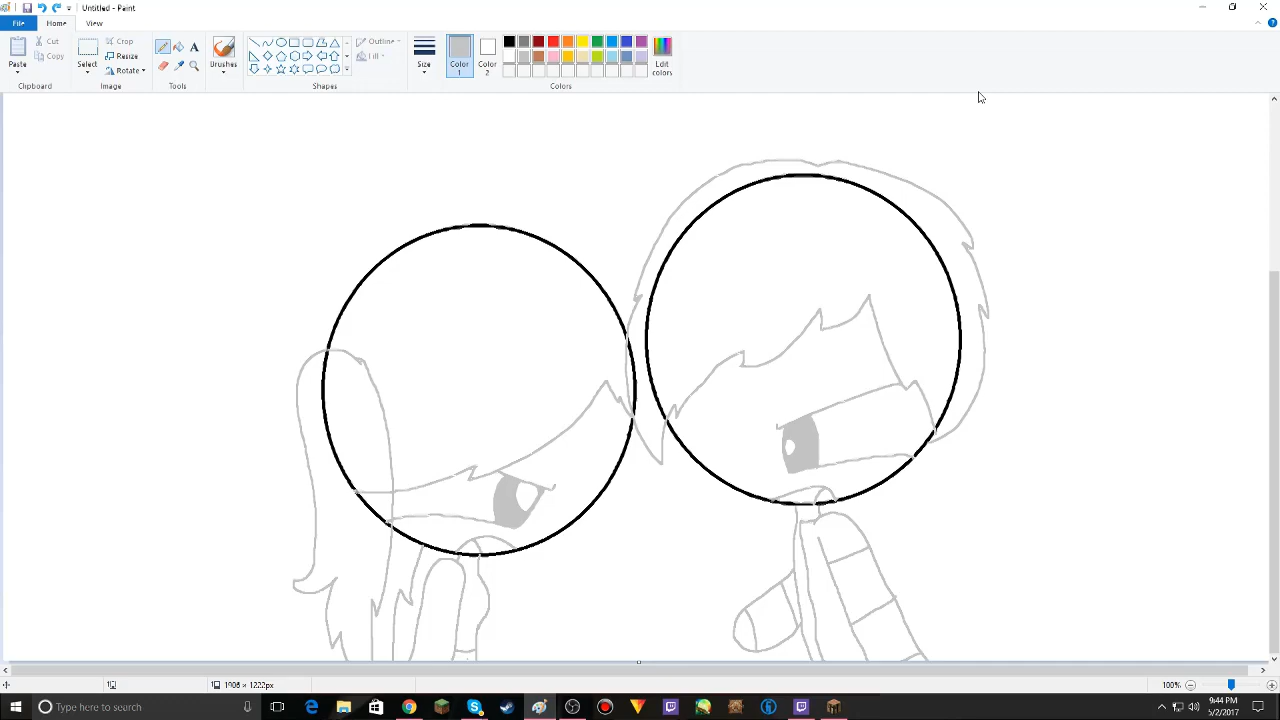 Untitled - Paint
File Home View
Paste
Cut
Copy
Clipboard
Select
Crop
Resize
Rotate
Image
A
Tools
Brushes
Outline
Fill
Shapes
Size
Color 1
Color 2
Edit colors
Colors
1906 × 1222px
100%
Type here to search
9:44 PM
5/2/2017